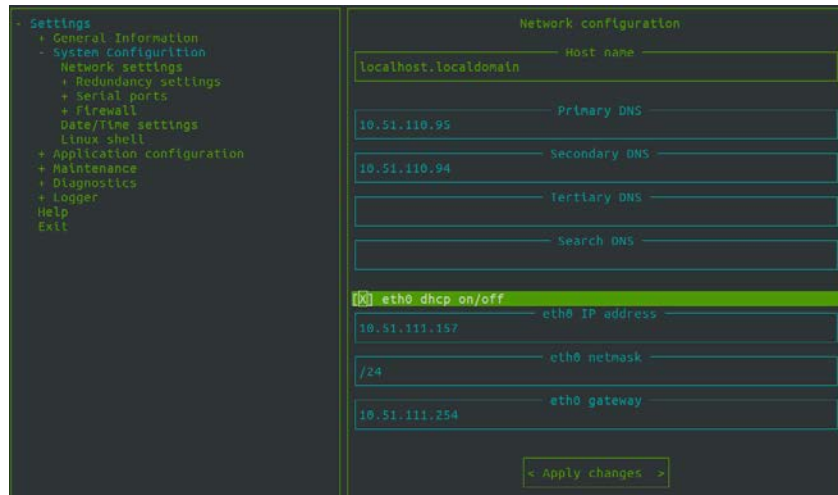 - Settings
+ General Information
- System Configurition
Network settings
+ Redundancy settings
+ Serial ports
+ Firewall
Date/Time settings
Linux shell
+ Application configuration
+ Maintenance
+ Diagnostics
+ Logger
Help
Exit
Network configuration
Host name
localhost.localdomain
Primary DNS
10.51.110.95
Secondary DNS
10.51.110.94
Tertiary DNS
Search DNS
[X] eth0 dhcp on/off
eth0 IP address
10.51.111.157
eth0 netmask
/24
eth0 gateway
10.51.111.254
< Apply changes >